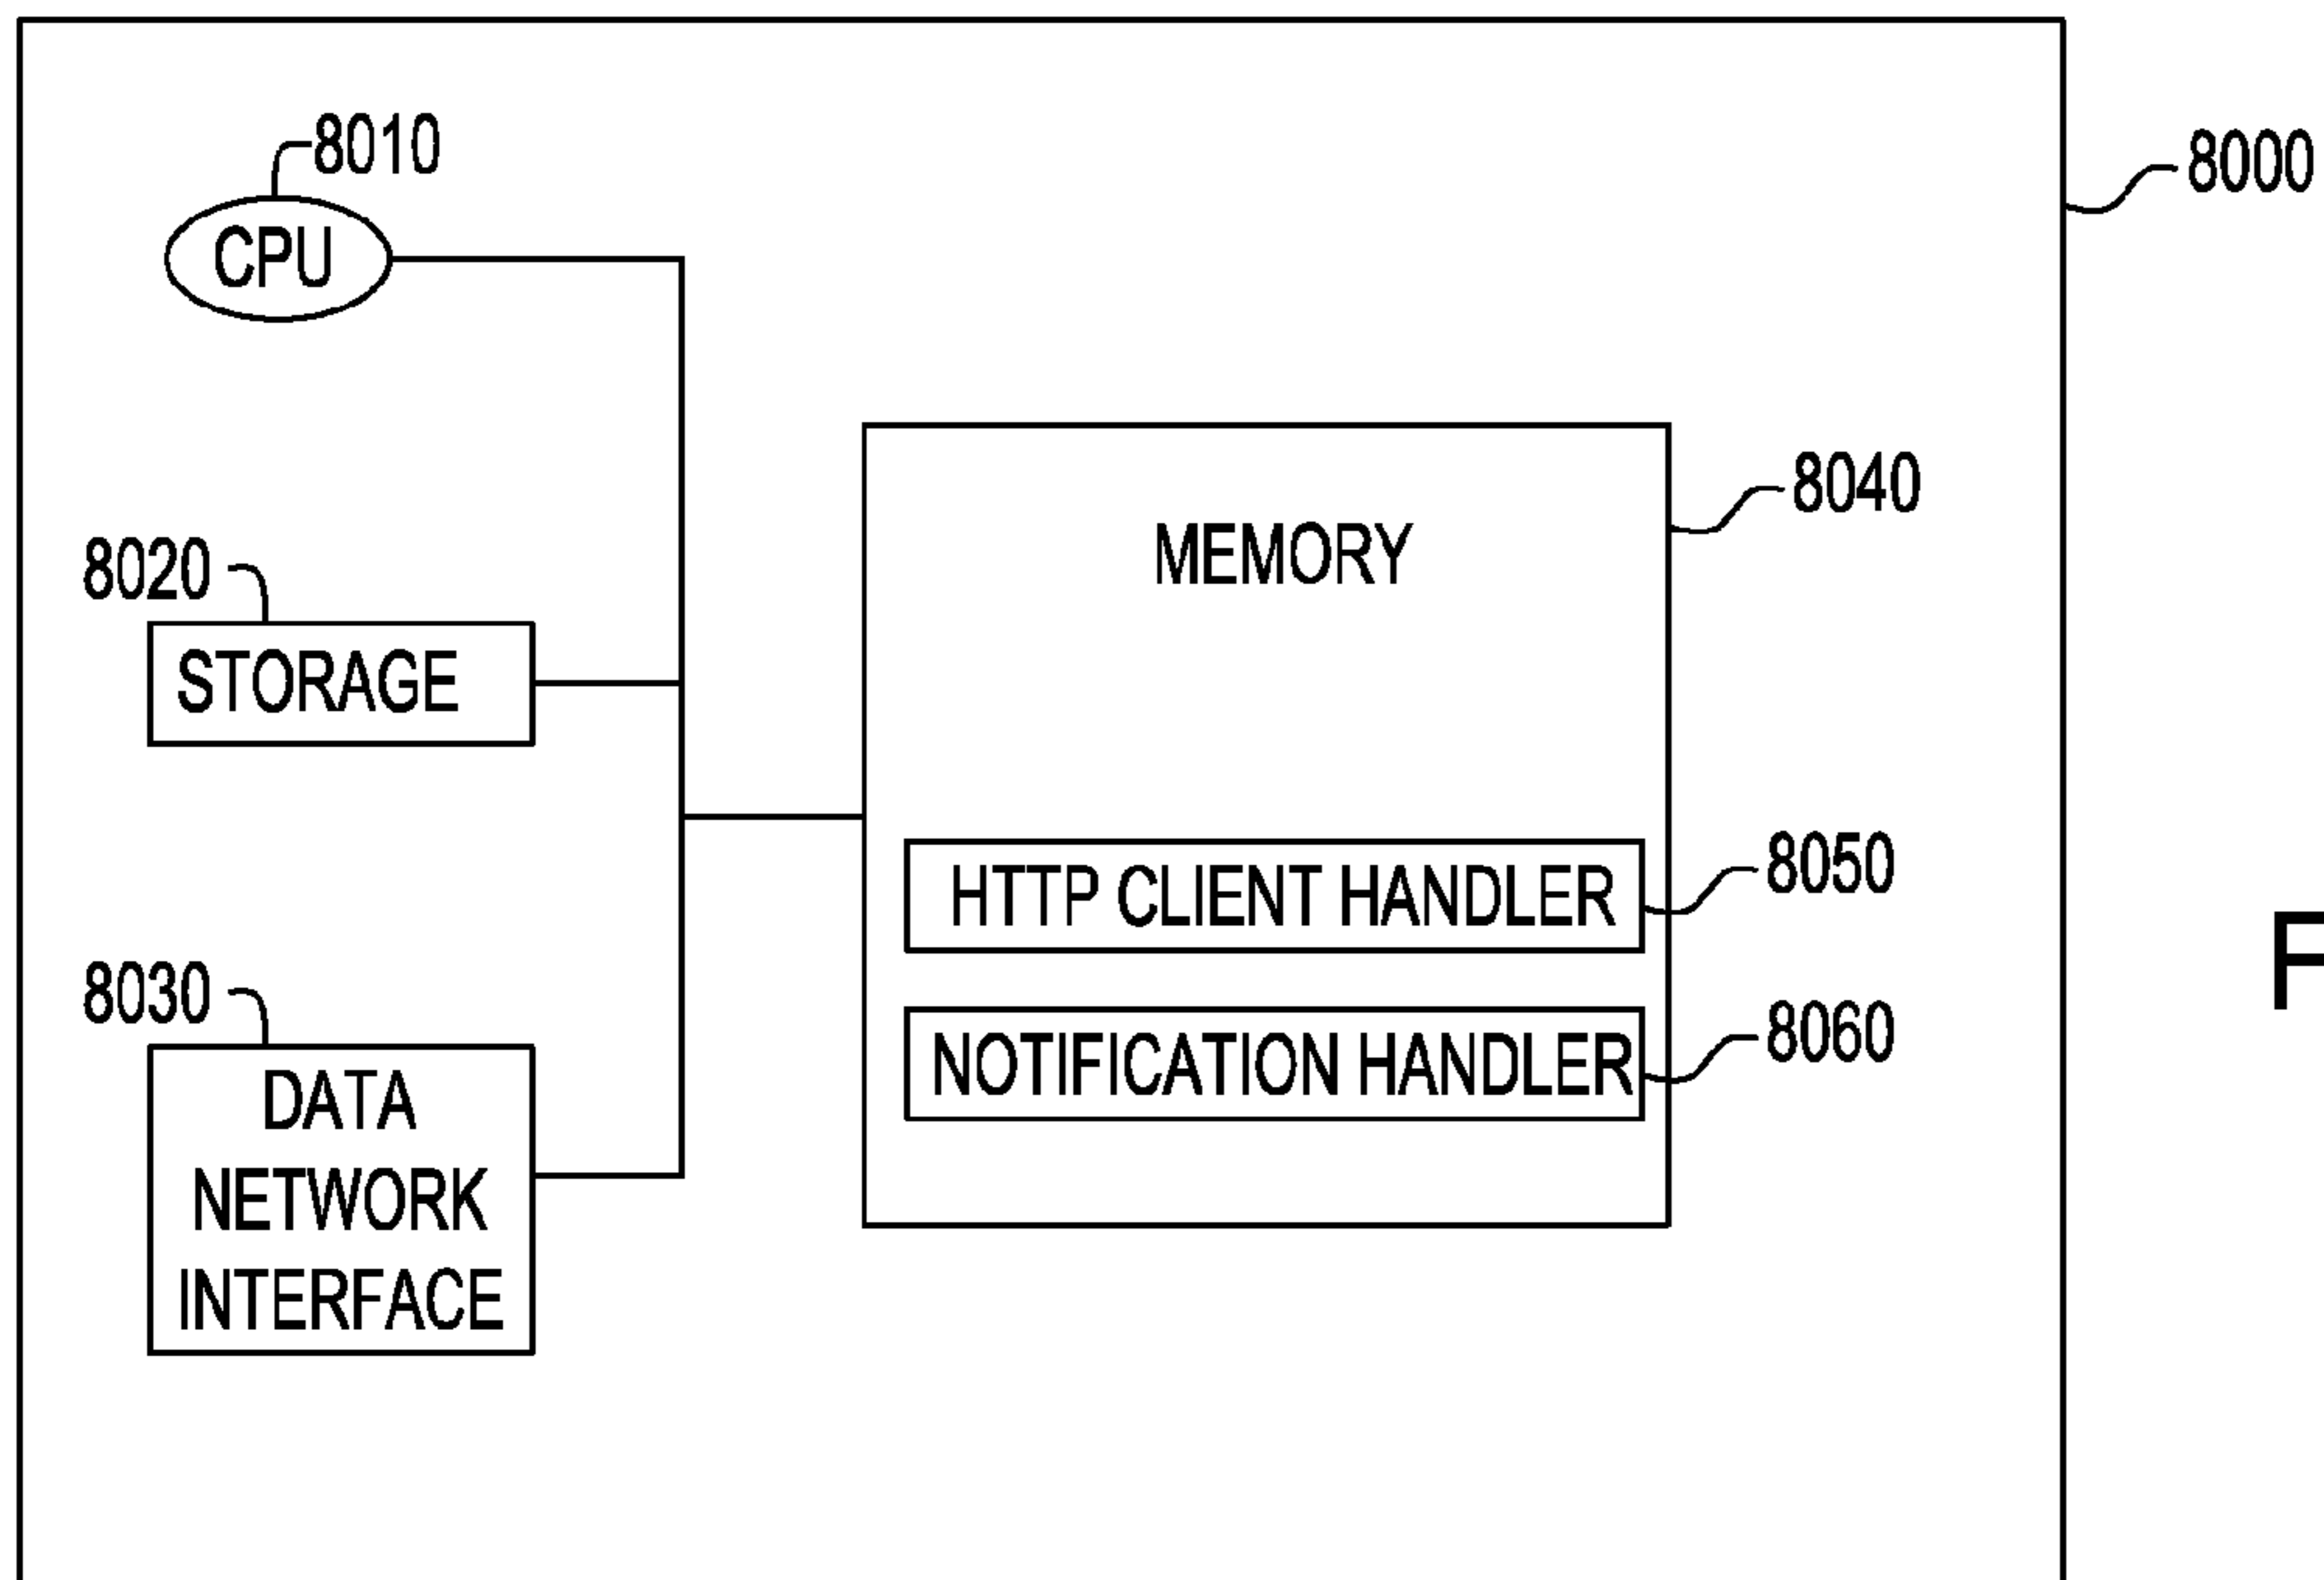 8010
8000
CPU
8040
MEMORY
8020
STORAGE
8050
HTTP CLIENT HANDLER
8030
8060
NOTIFICATION HANDLER
DATA
NETWORK
INTERFACE
F